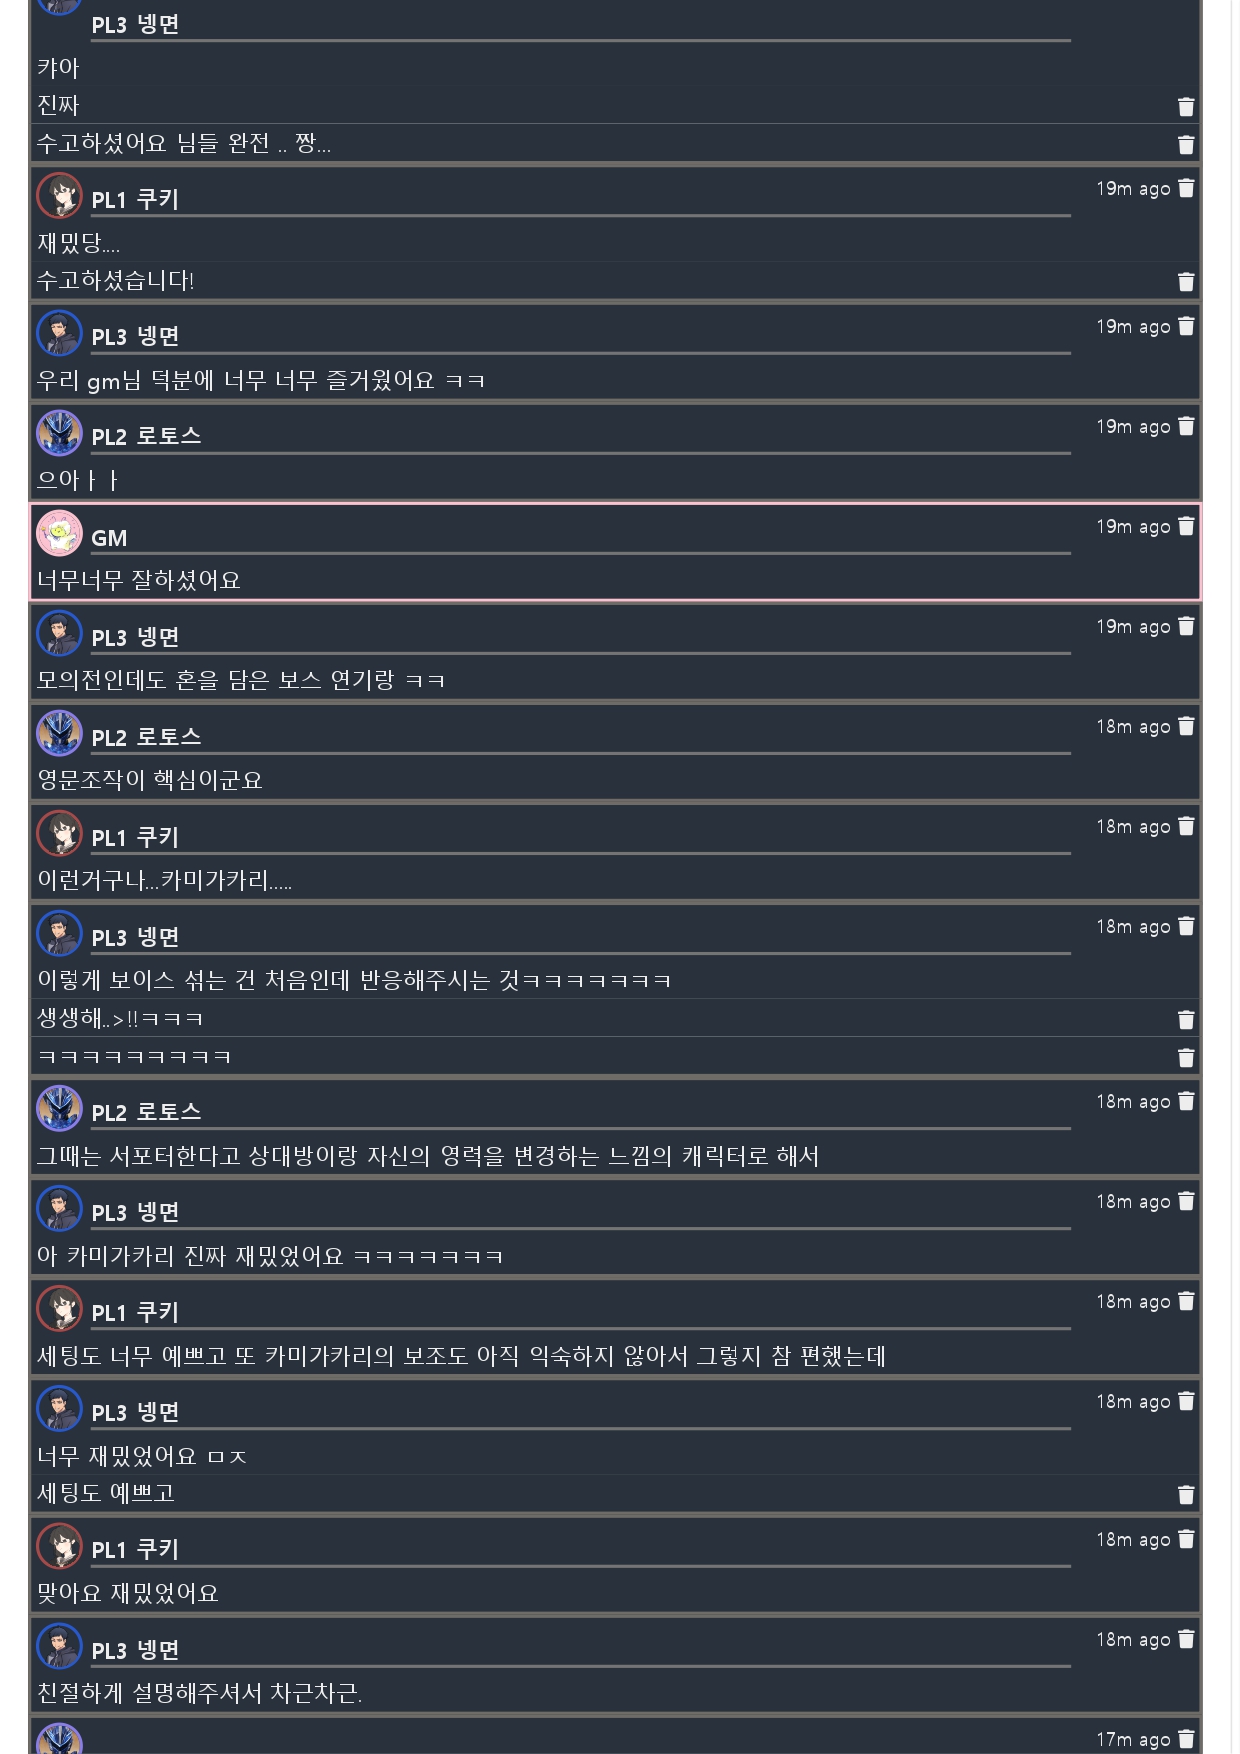 PL3 넹면
캬아
진짜
수고하셨어요 님들 완전 .. 짱...
PL1 쿠키
19m ago
재밌당....
수고하셨습니다!
PL3 넹면
19m ago
우리 gm님 덕분에 너무 너무 즐거웠어요 ㅋㅋ
PL2 로토스
19m ago
으아ㅏㅏ
GM
19m ago
너무너무 잘하셨어요
PL3 넹면
19m ago
모의전인데도 혼을 담은 보스 연기랑 ㅋㅋ
PL2 로토스
18m ago
영문조작이 핵심이군요
PL1 쿠키
18m ago
이런거구나...카미가카리.....
PL3 넹면
18m ago
이렇게 보이스 섞는 건 처음인데 반응해주시는 것ㅋㅋㅋㅋㅋㅋㅋ
생생해..>!!ㅋㅋㅋ
ㅋㅋㅋㅋㅋㅋㅋㅋㅋ
PL2 로토스
18m ago
그때는 서포터한다고 상대방이랑 자신의 영력을 변경하는 느낌의 캐릭터로 해서
PL3 넹면
18m ago
아 카미가카리 진짜 재밌었어요 ㅋㅋㅋㅋㅋㅋㅋ
PL1 쿠키
18m ago
세팅도 너무 예쁘고 또 카미가카리의 보조도 아직 익숙하지 않아서 그렇지 참 편했는데
PL3 넹면
18m ago
너무 재밌었어요 ㅁㅈ
세팅도 예쁘고
PL1 쿠키
18m ago
맞아요 재밌었어요
PL3 넹면
18m ago
친절하게 설명해주셔서 차근차근.
17m ago